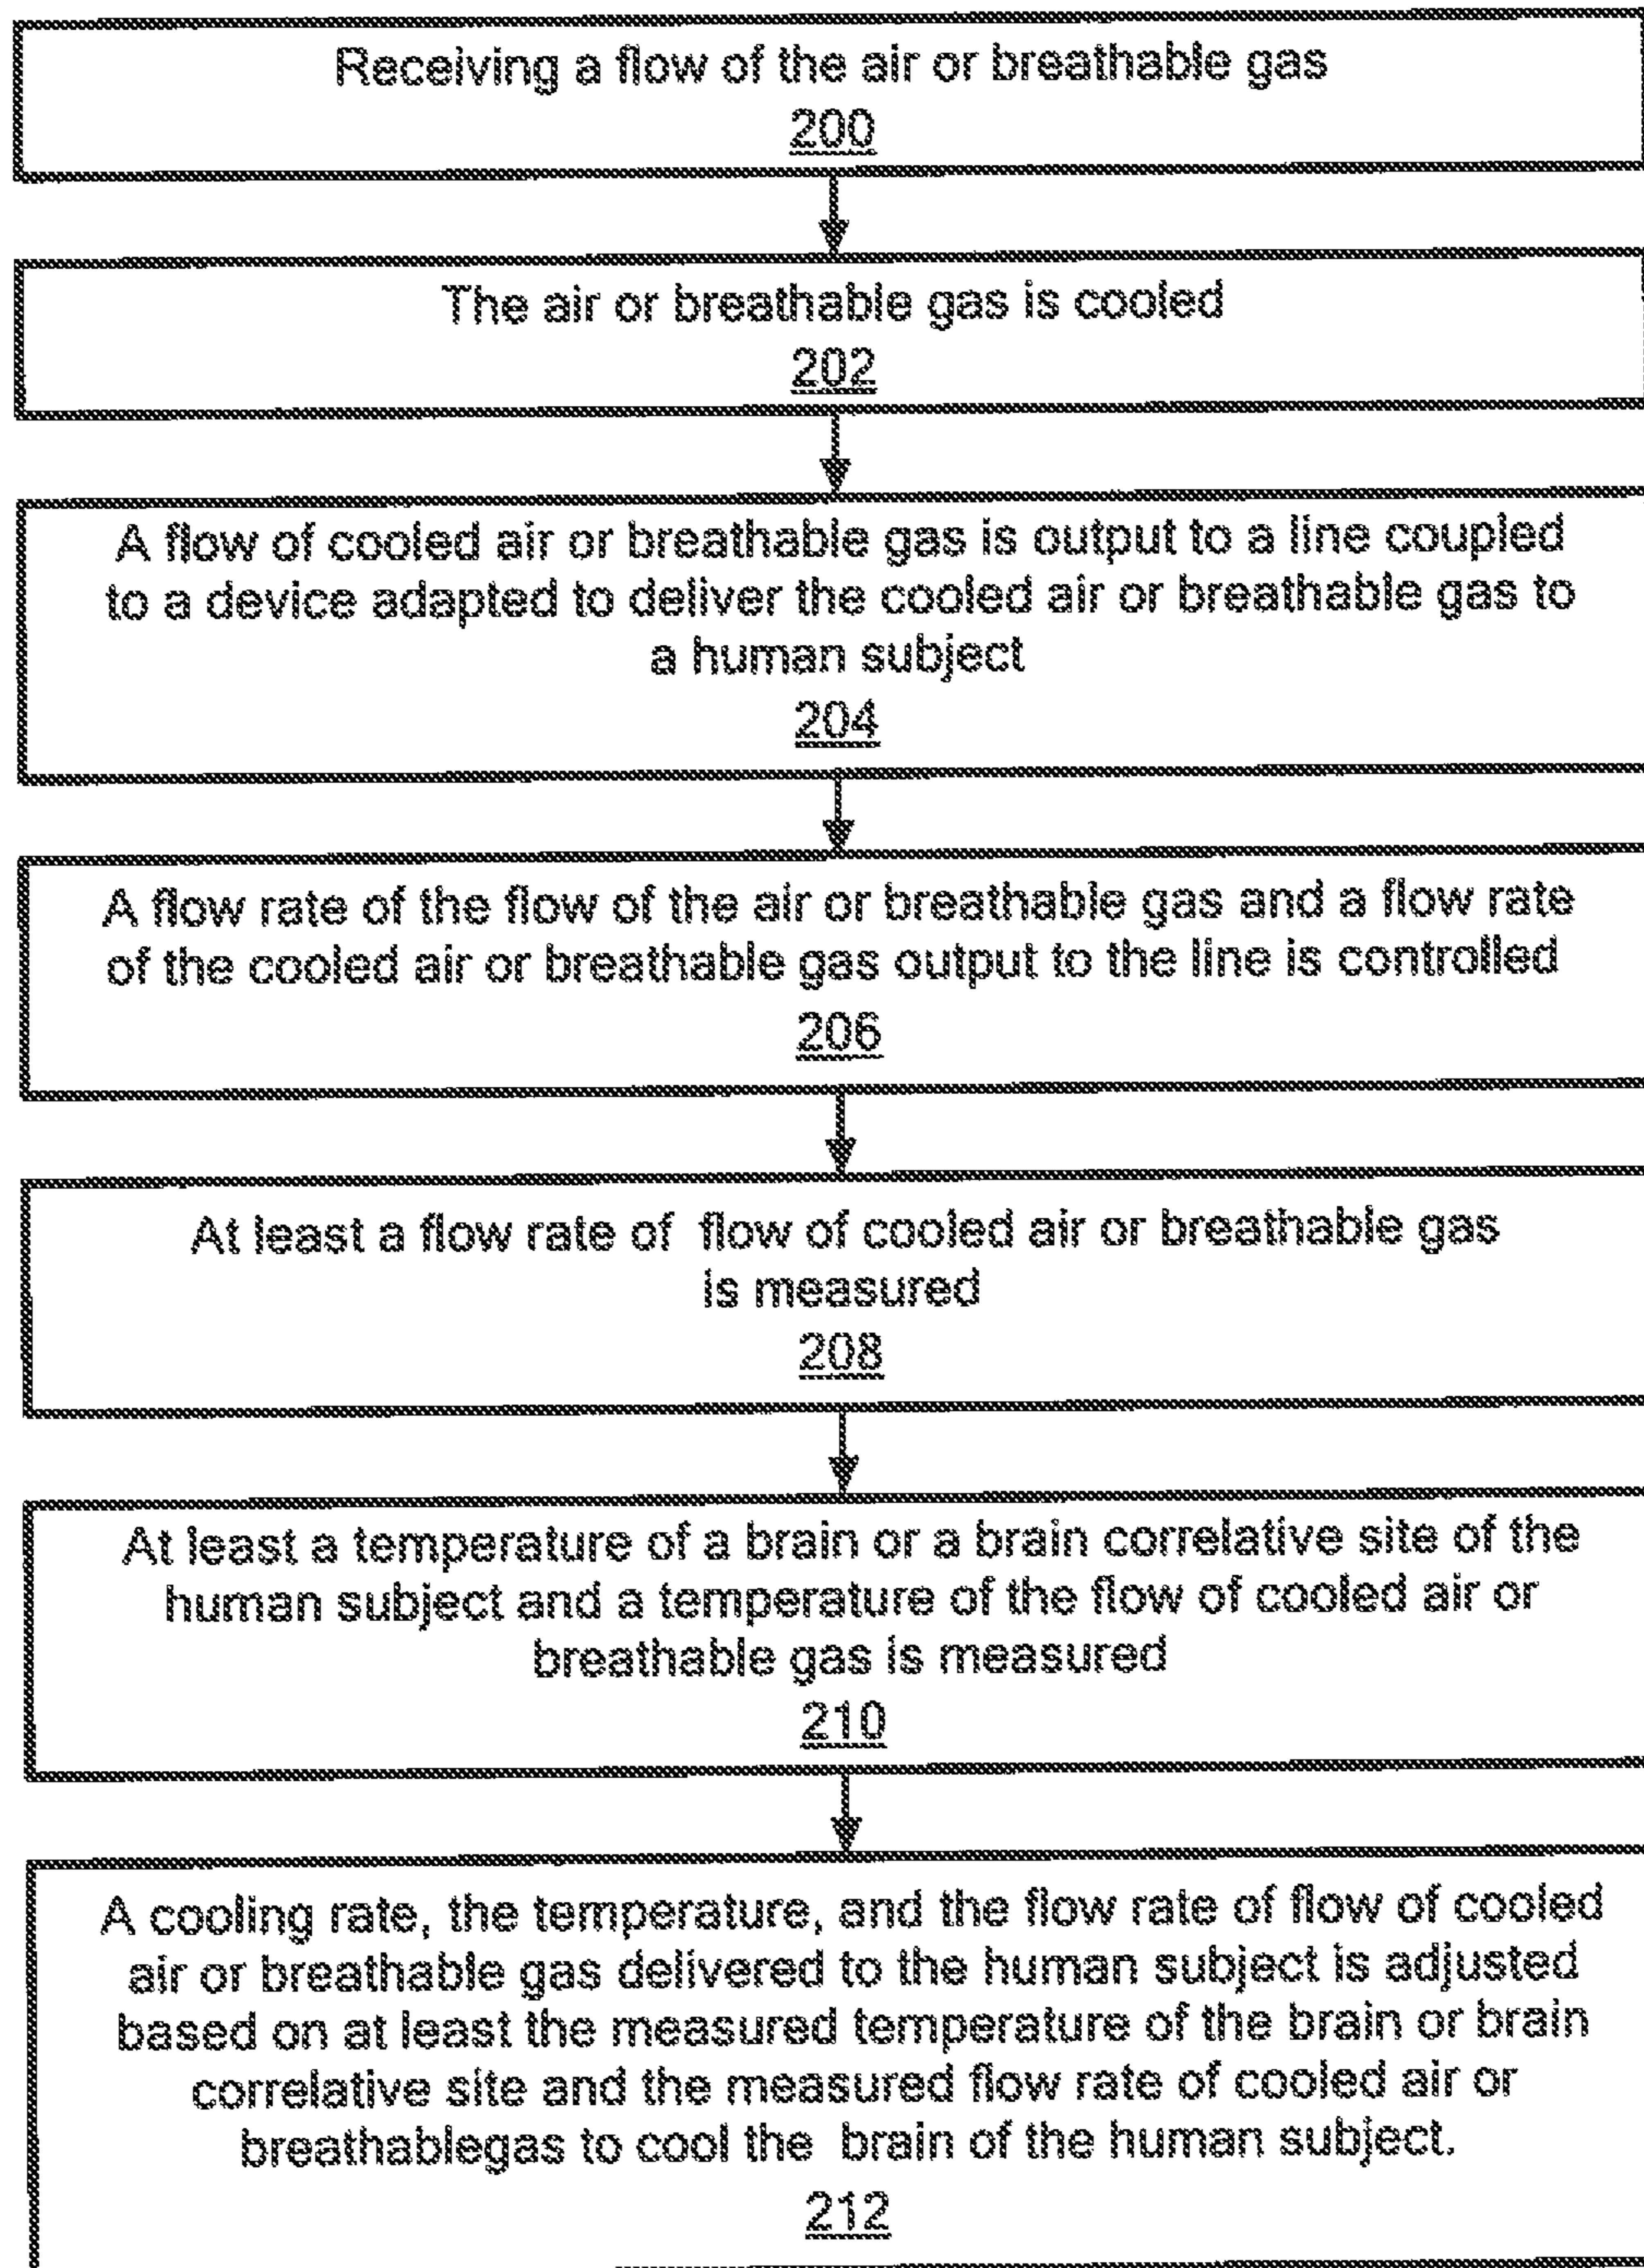 Receiving a flow of the air or breathable gas
200
The air or breathable gas is cooled
202
A flow of cooled air or breathable gas is output to a line coupled
to a device adapted to deliver the cooled air or breathable gas to
a human subject
204
A flow rate of the flow of the air or breathable gas and a flow rate
of the cooled air or breathable gas output to the line is controlled
206
At least a flow rate of flow of cooled air or breathable gas
is measured
208
At least a temperature of a brain or a brain correlative site of the
human subject and a temperature of the flow of cooled air or
breathable gas is measured
210
A cooling rate, the temperature, and the flow rate of flow of cooled
air or breathable gas delivered to the human subject is adjusted
based on at least the measured temperature of the brain or brain
correlative site and the measured flow rate of cooled air or
breathablegas to cool the brain of the human subject.
212